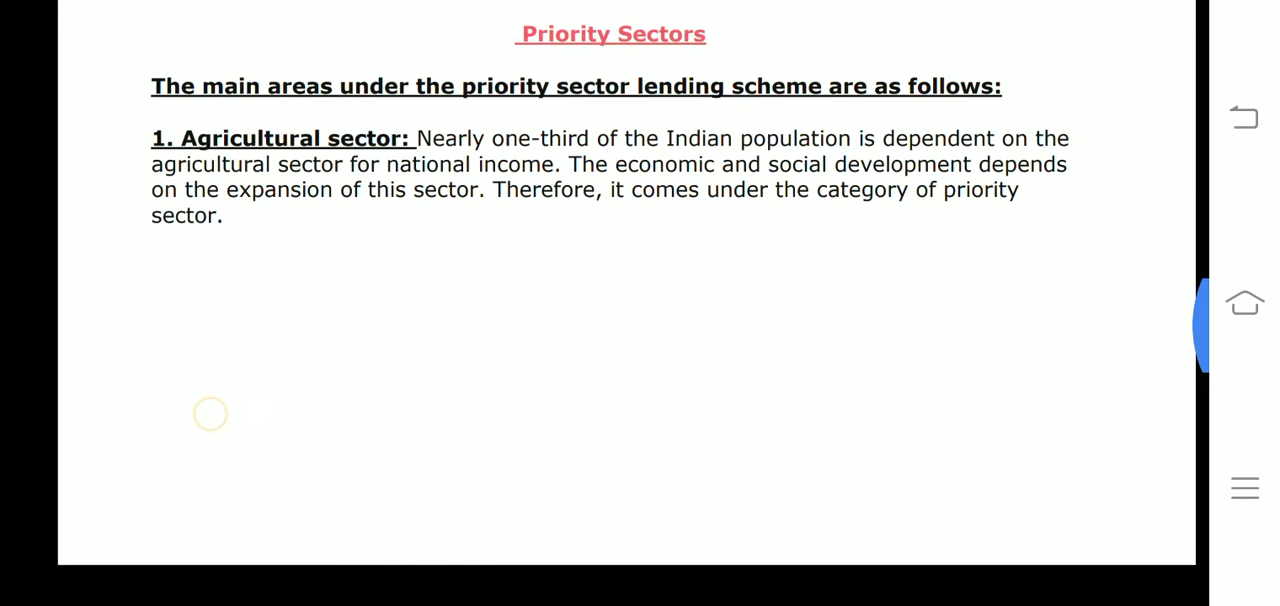 Priority Sectors
The main areas under the priority sector lending scheme are as follows:
1. Agricultural sector: Nearly one-third of the Indian population is dependent on the
agricultural sector for national income. The economic and social development depends
on the expansion of this sector. Therefore, it comes under the category of priority
sector.